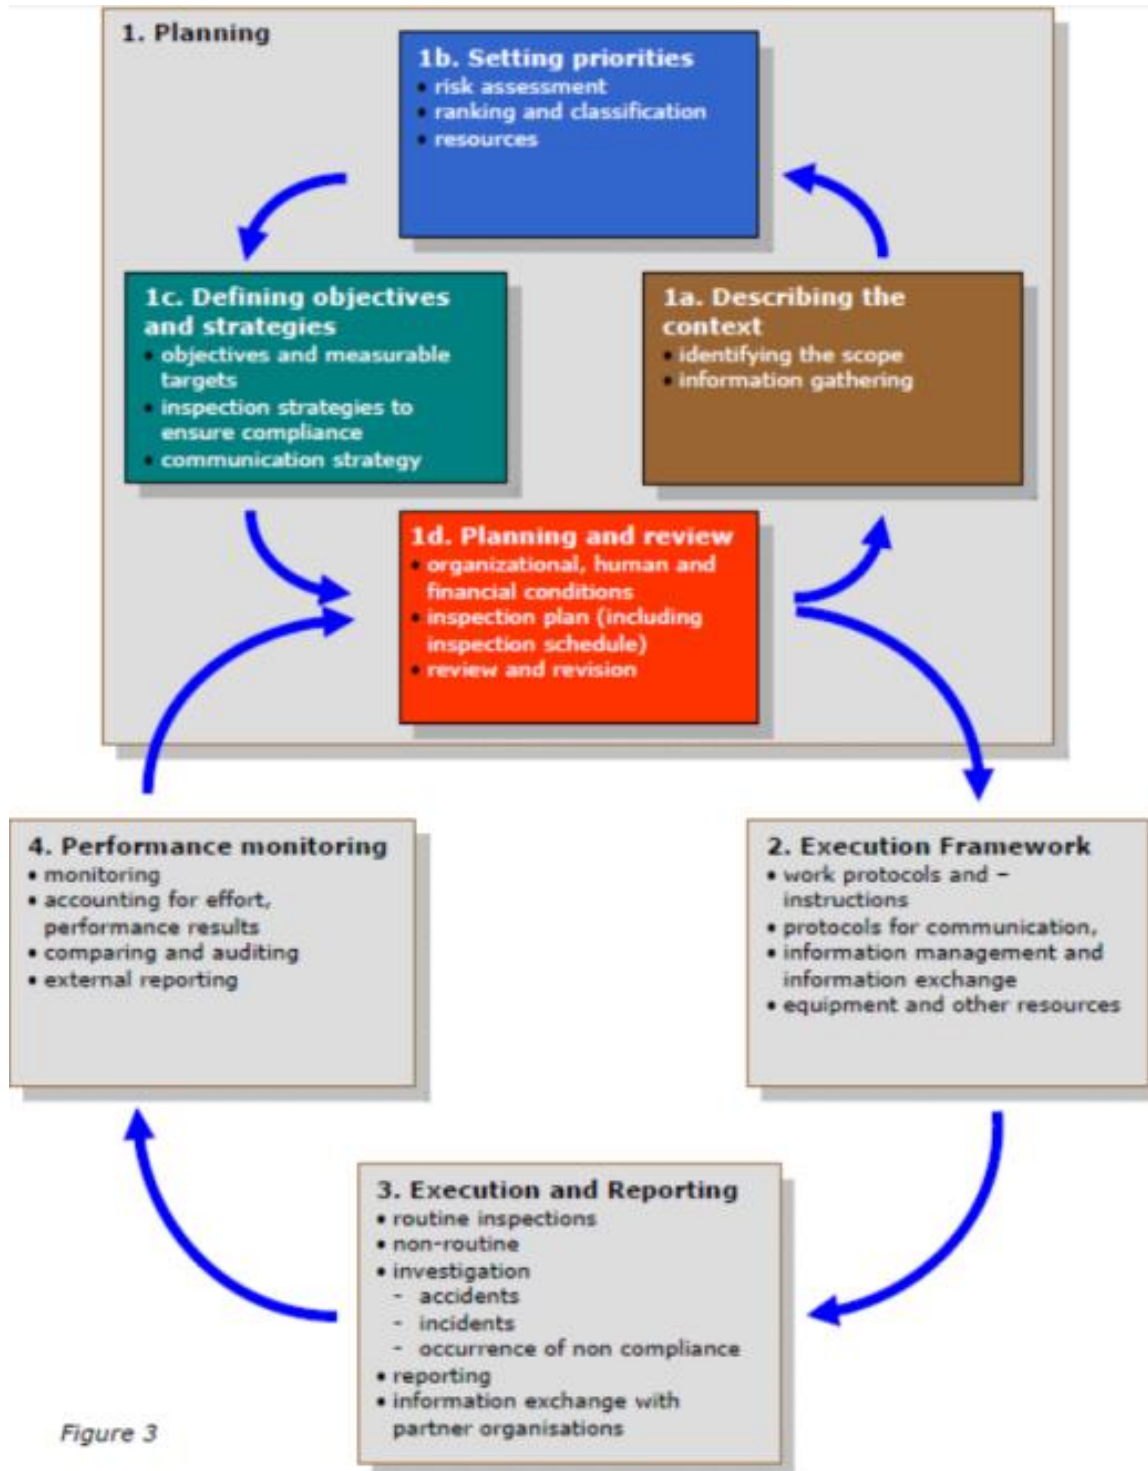 1. Planning
1b. Setting priorities
• risk assessment
• ranking and classification
• resources
1c. Defining objectives
and strategies
• objectives and measurable
targets
• inspection strategies to
ensure compliance
• communication strategy
1a. Describing the
context
• identifying the scope
• information gathering
1d. Planning and review
• organizational, human and
financial conditions
• inspection plan (including
inspection schedule)
• review and revision
4. Performance monitoring
• monitoring
• accounting for effort,
performance results
• comparing and auditing
• external reporting
2. Execution Framework
• work protocols and –
instructions
• protocols for communication,
• information management and
information exchange
• equipment and other resources
3. Execution and Reporting
• routine inspections
• non-routine
• investigation
- accidents
- incidents
- occurrence of non compliance
• reporting
• information exchange with
partner organisations
Figure 3